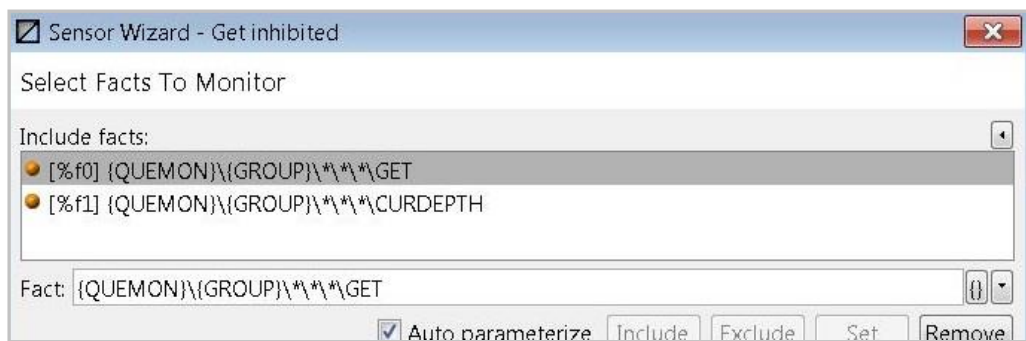 Sensor Wizard - Get inhibited
Select Facts To Monitor
Include facts:
[%f0] {QUEMON}\{GROUP}\*\*\*\GET
[%f1] {QUEMON}\{GROUP}\*\*\*\CURDEPTH
Fact: {QUEMON}\{GROUP}\*\*\*\GET {}
Auto parameterize Include Exclude Set Remove